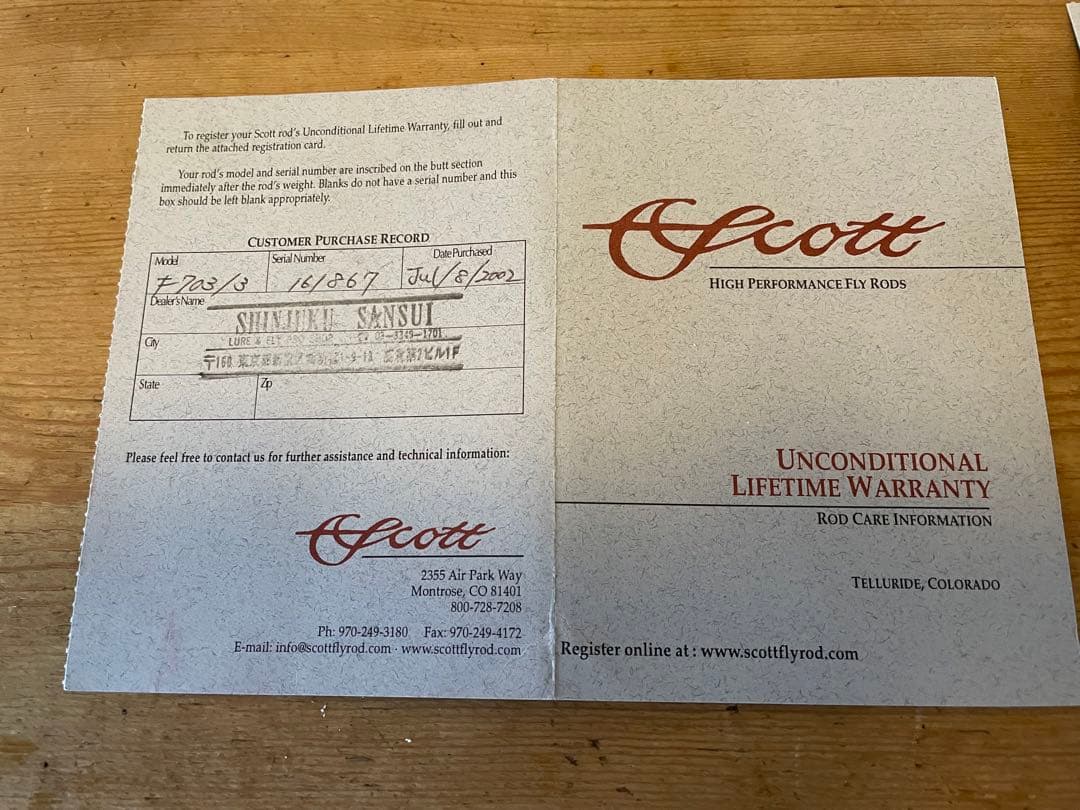 To register your Scott rod's Unconditional Lifetime Warranty, fill out and
return the attached registration card.
Your rod's model and serial number are inscribed on the butt section
immediately after the rod's weight. Blanks do not have a serial number and this
box should be left blank appropriately.
CUSTOMER PURCHASE RECORD
Model
Serial Number
Date Purchased
F703/3
161867
Jul/8/2002
Dealer's Name
SHINJUKU SANSUI
LURE & FLY PRO SHOP
City
〒160
State
Zip
Please feel free to contact us for further assistance and technical information:
Scott
2355 Air Park Way
Montrose, CO 81401
800-728-7208
Ph: 970-249-3180 Fax: 970-249-4172
E-mail: info@scottflyrod.com · www.scottflyrod.com
Scott
HIGH PERFORMANCE FLY RODS
UNCONDITIONAL
LIFETIME WARRANTY
ROD CARE INFORMATION
TELLURIDE, COLORADO
Register online at : www.scottflyrod.com